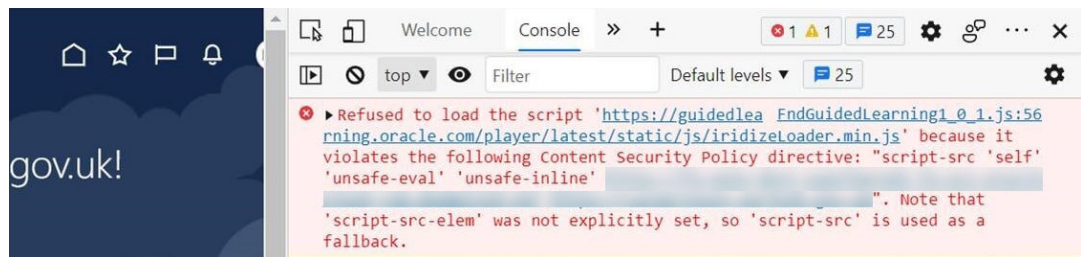 Welcome Console » +
1 1 25
top ▼ Filter Default levels ▼ 25
gov.uk!
▶Refused to load the script 'https://guidedlea FndGuidedLearning1_0_1.js:56
rning.oracle.com/player/latest/static/js/iridizeLoader.min.js' because it
violates the following Content Security Policy directive: "script-src 'self'
'unsafe-eval' 'unsafe-inline'
". Note that
'script-src-elem' was not explicitly set, so 'script-src' is used as a
fallback.